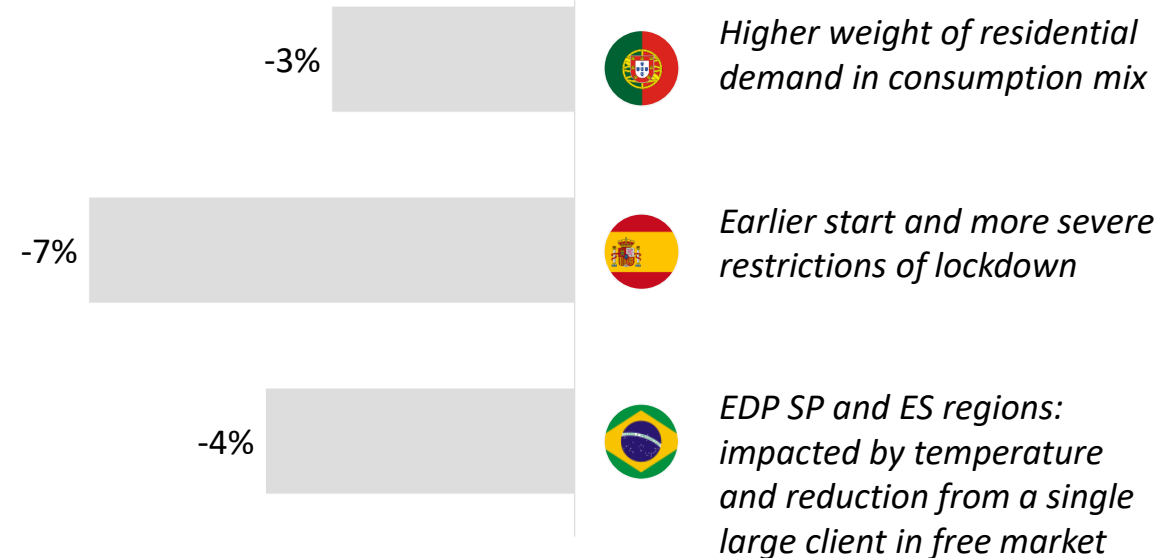 -3%
Higher weight of residential
demand in consumption mix
-7%
Earlier start and more severe
restrictions of lockdown
-4%
EDP SP and ES regions:
impacted by temperature
and reduction from a single
large client in free market